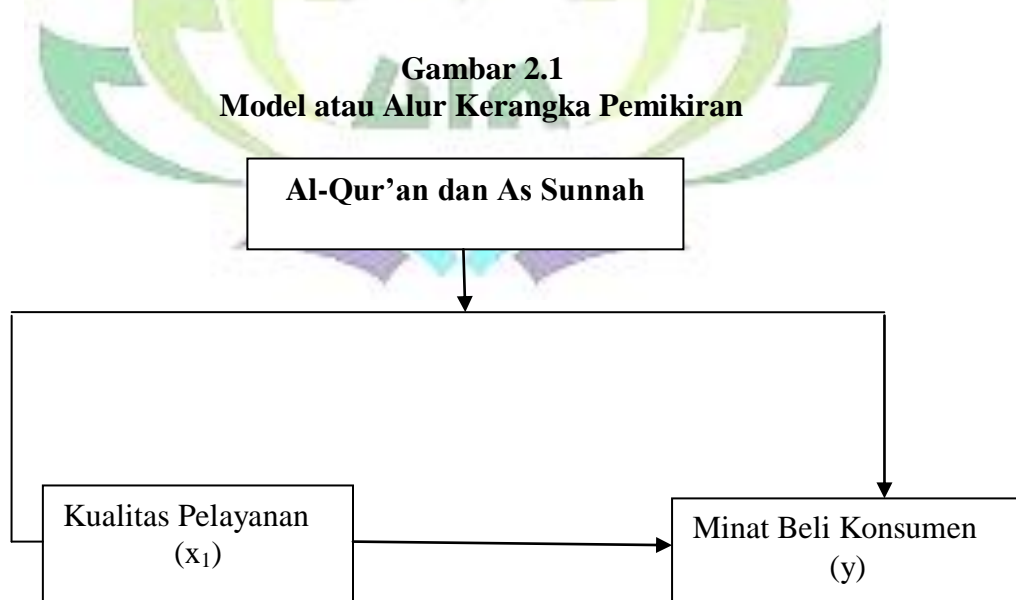 Gambar 2.1
Model atau Alur Kerangka Pemikiran
Al-Qur’an dan As Sunnah
Kualitas Pelayanan
(x₁)
Minat Beli Konsumen
(y)